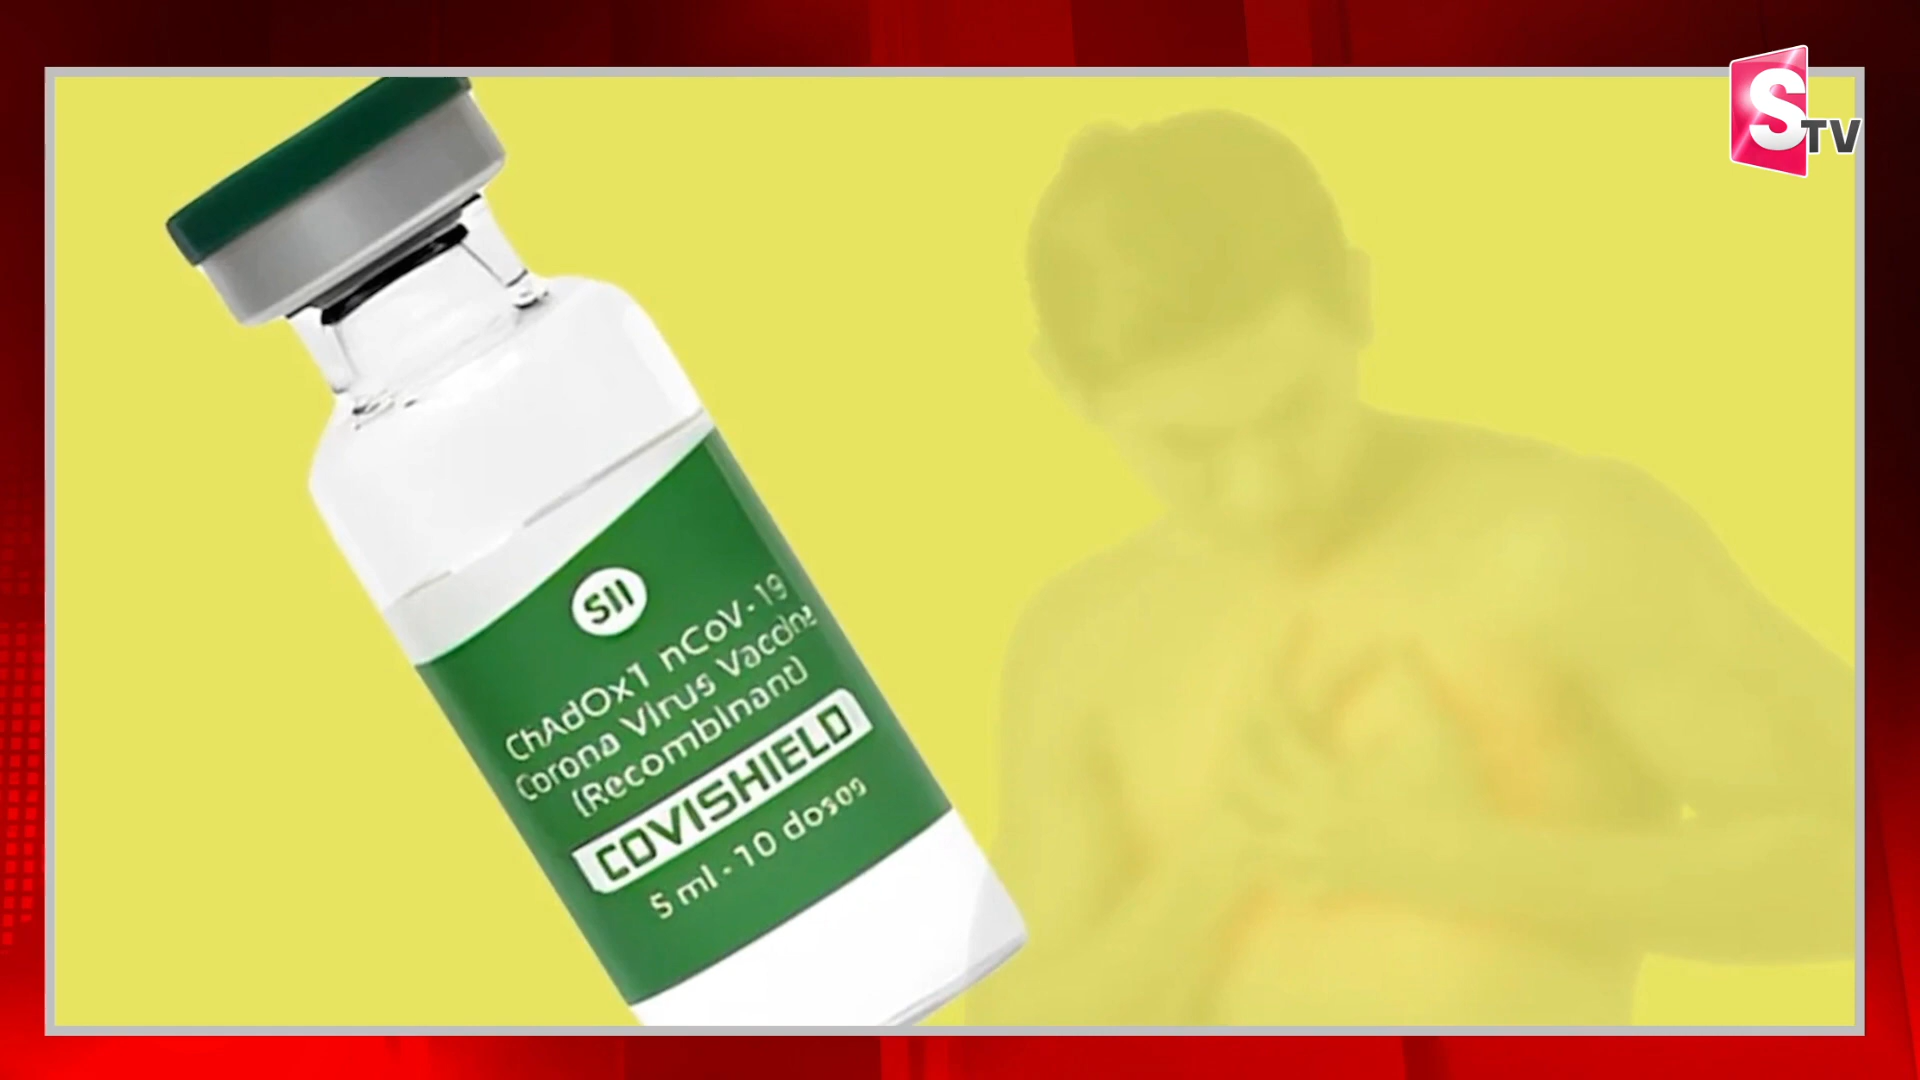 STV
SII
ChAdOx1 nCoV-19
Corona Virus Vaccine
(Recombinant)
COVISHIELD
5 ml - 10 doses